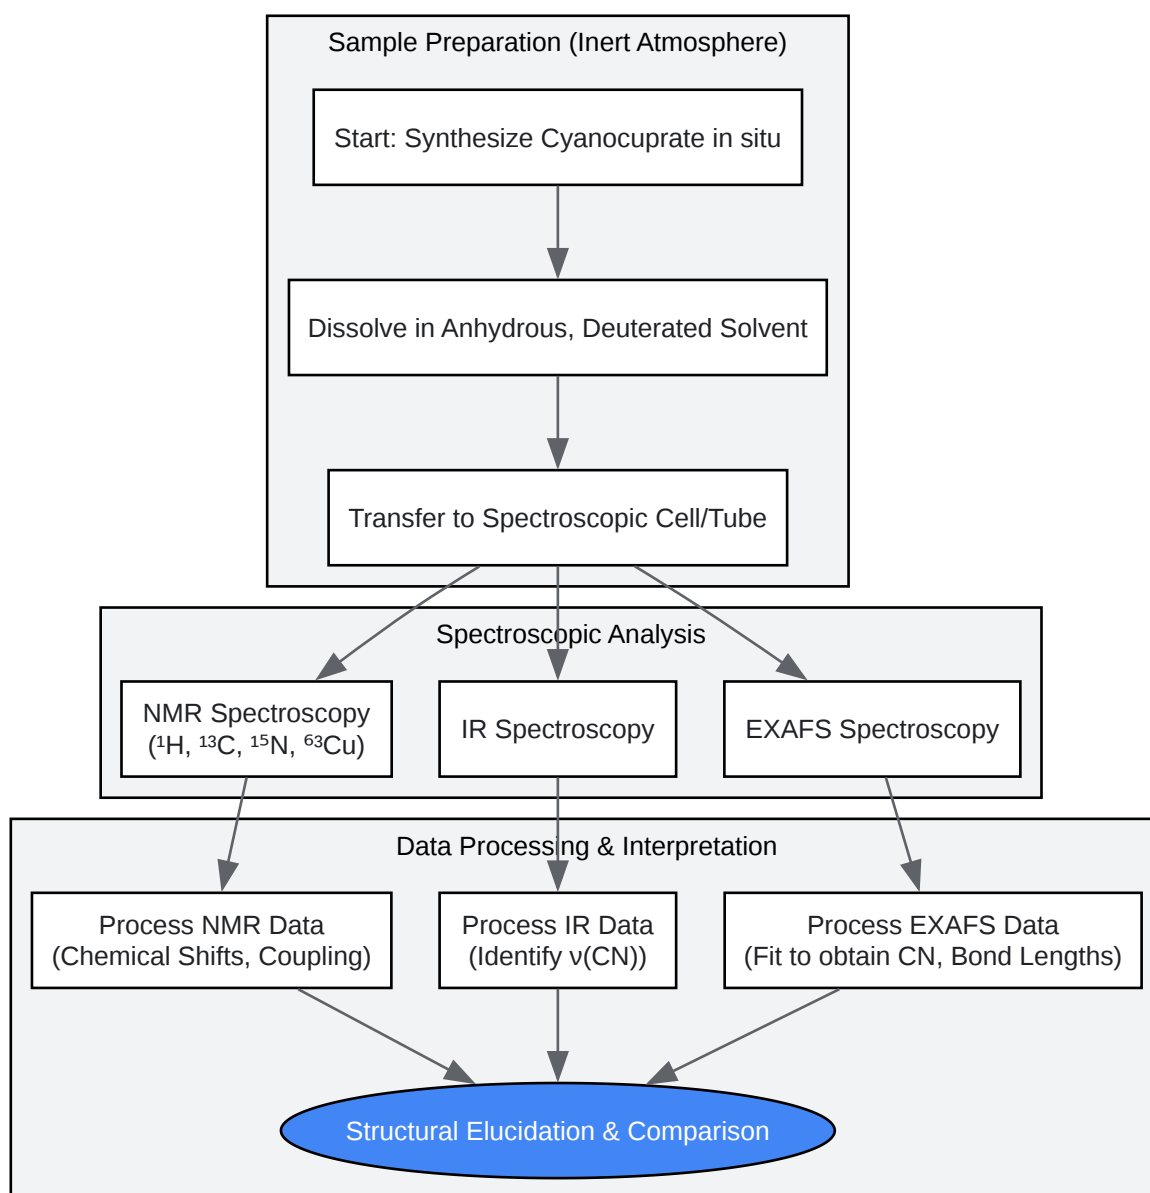 Sample Preparation (Inert Atmosphere)
Start: Synthesize Cyanocuprate in situ
Dissolve in Anhydrous, Deuterated Solvent
Transfer to Spectroscopic Cell/Tube
Spectroscopic Analysis
NMR Spectroscopy
(¹H, ¹³C, ¹⁵N, ⁶³Cu)
IR Spectroscopy
EXAFS Spectroscopy
Data Processing & Interpretation
Process NMR Data
(Chemical Shifts, Coupling)
Process IR Data
(Identify ν(CN))
Process EXAFS Data
(Fit to obtain CN, Bond Lengths)
Structural Elucidation & Comparison